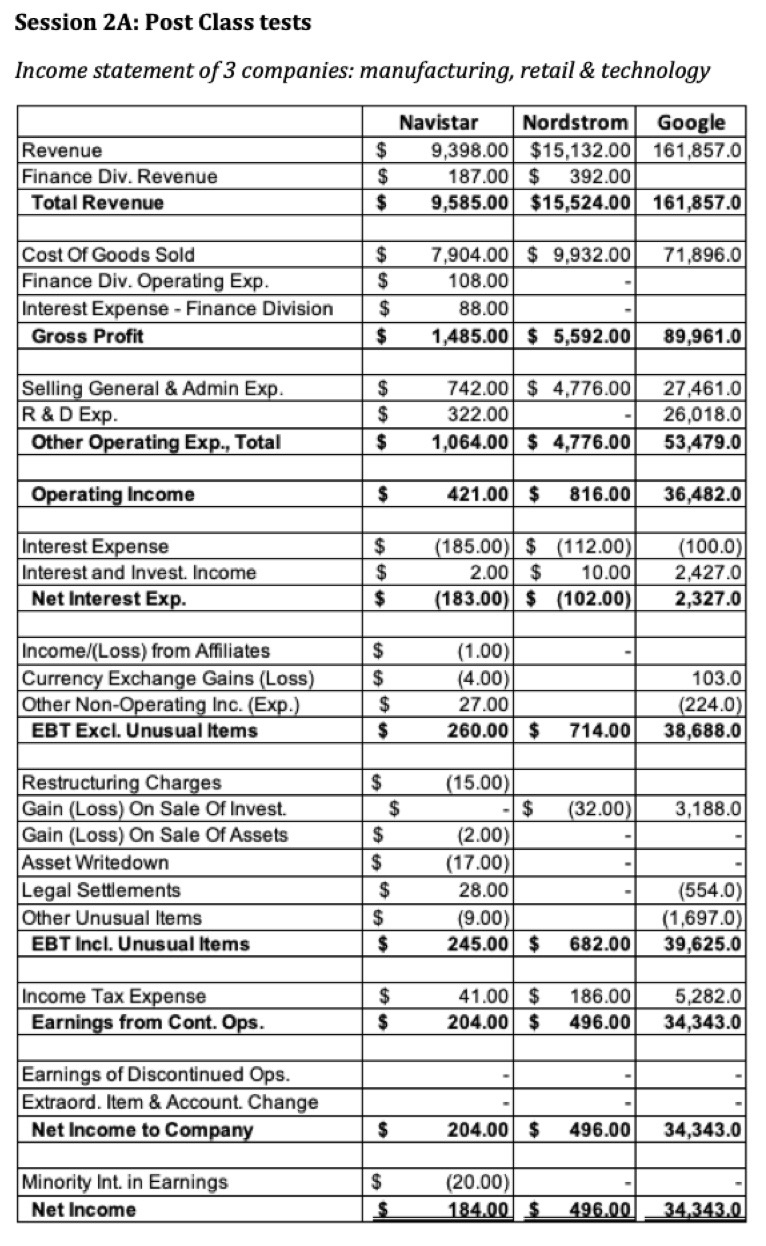 Session 2A: Post Class tests
Income statement of 3 companies: manufacturing, retail & technology
Navistar Nordstrom Google
Revenue $ 9,398.00 $15,132.00 161,857.0
Finance Div. Revenue $ 187.00 $ 392.00
Total Revenue $ 9,585.00 $15,524.00 161,857.0
Cost Of Goods Sold $ 7,904.00 $ 9,932.00 71,896.0
Finance Div. Operating Exp. $ 108.00 -
Interest Expense - Finance Division $ 88.00 -
Gross Profit $ 1,485.00 $ 5,592.00 89,961.0
Selling General & Admin Exp. $ 742.00 $ 4,776.00 27,461.0
R & D Exp. $ 322.00 - 26,018.0
Other Operating Exp., Total $ 1,064.00 $ 4,776.00 53,479.0
Operating Income $ 421.00 $ 816.00 36,482.0
Interest Expense $ (185.00) $ (112.00) (100.0)
Interest and Invest. Income $ 2.00 $ 10.00 2,427.0
Net Interest Exp. $ (183.00) $ (102.00) 2,327.0
Income/(Loss) from Affiliates $ (1.00) -
Currency Exchange Gains (Loss) $ (4.00) 103.0
Other Non-Operating Inc. (Exp.) $ 27.00 (224.0)
EBT Excl. Unusual Items $ 260.00 $ 714.00 38,688.0
Restructuring Charges $ (15.00)
Gain (Loss) On Sale Of Invest. $ - $ (32.00) 3,188.0
Gain (Loss) On Sale Of Assets $ (2.00) - -
Asset Writedown $ (17.00) - -
Legal Settlements $ 28.00 - (554.0)
Other Unusual Items $ (9.00) (1,697.0)
EBT Incl. Unusual Items $ 245.00 $ 682.00 39,625.0
Income Tax Expense $ 41.00 $ 186.00 5,282.0
Earnings from Cont. Ops. $ 204.00 $ 496.00 34,343.0
Earnings of Discontinued Ops. - - -
Extraord. Item & Account. Change - - -
Net Income to Company $ 204.00 $ 496.00 34,343.0
Minority Int. in Earnings $ (20.00) - -
Net Income $ 184.00 $ 496.00 34,343.0